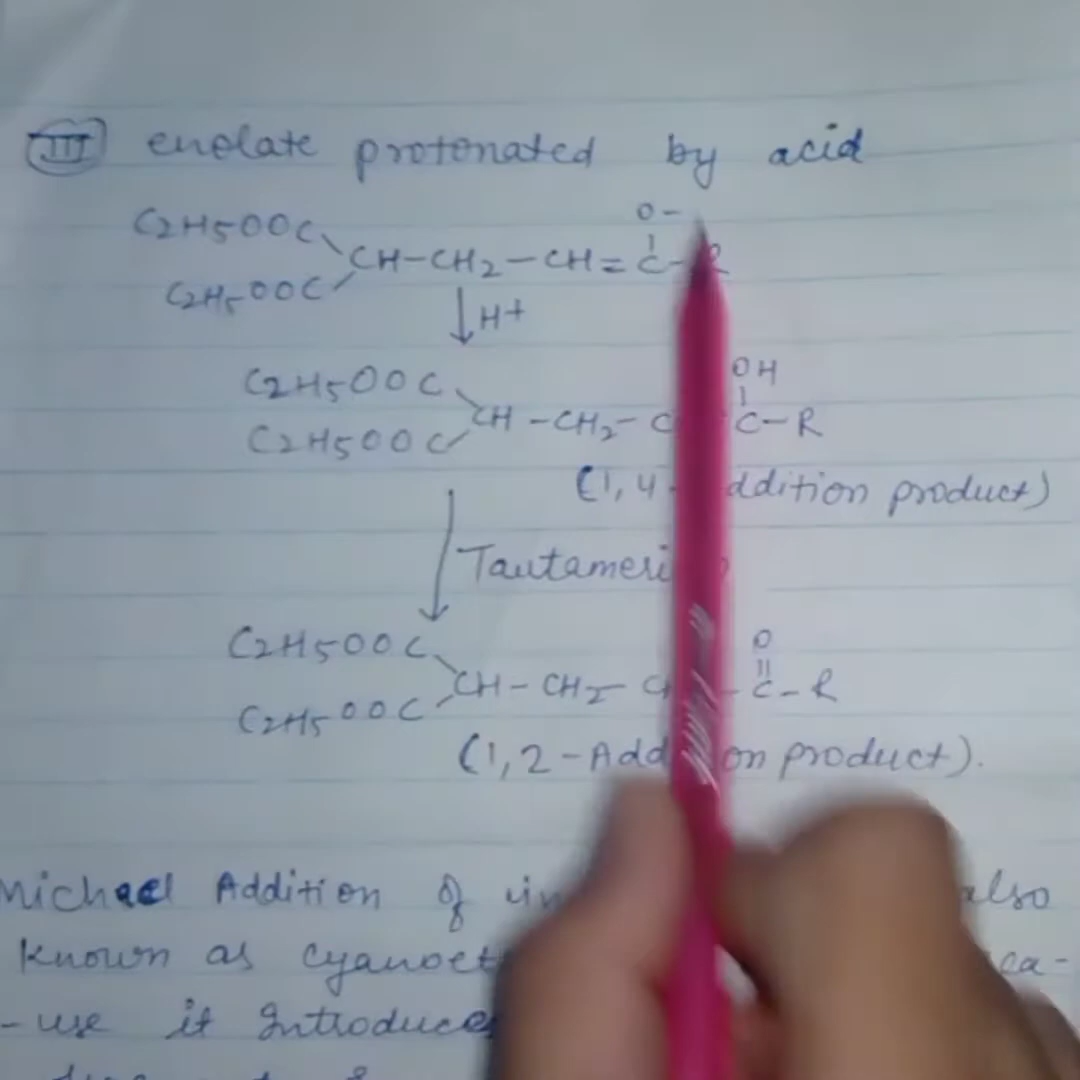 III enolate protonated by acid
O-
C2H5OOC
CH-CH2-CH=C-R
C2H5OOC
↓H+
OH
C2H5OOC
CH-CH2-C C-R
C2H5OOC
(1,4 ddition product)
↓Tautameri
O
C2H5OOC
CH-CH2-C -C-R
C2H5OOC
(1,2-Add on product).
Michael Addition of also
known as ca-
-use it Introduce